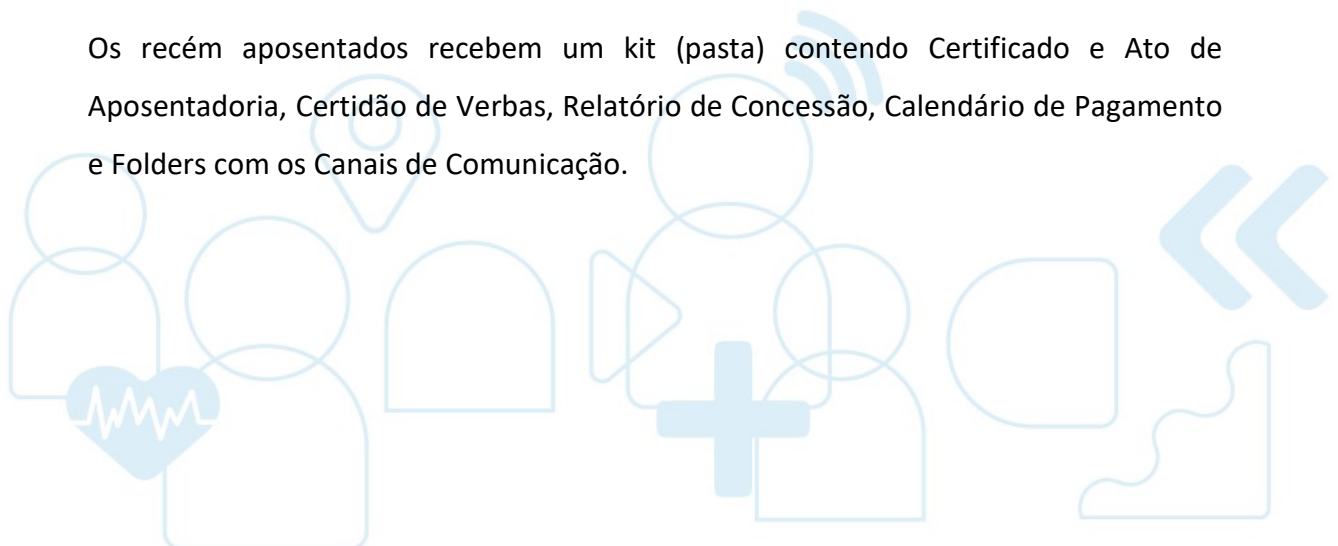 Os recém aposentados recebem um kit (pasta) contendo Certificado e Ato de
Aposentadoria, Certidão de Verbas, Relatório de Concessão, Calendário de Pagamento
e Folders com os Canais de Comunicação.